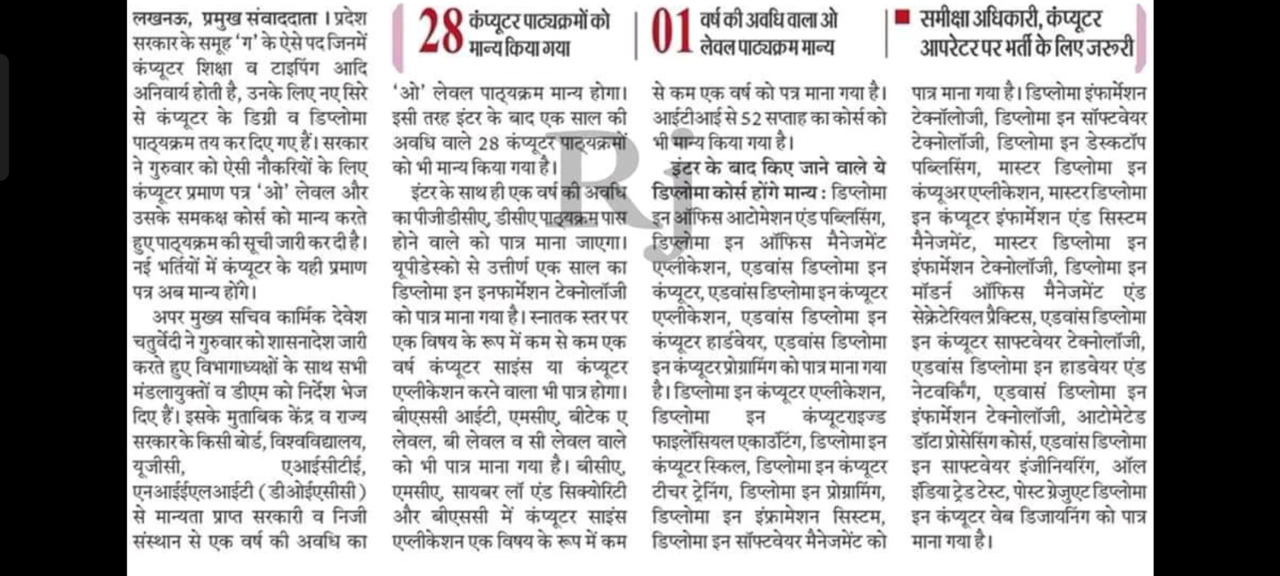 लखनऊ, प्रमुख संवाददाता। प्रदेश
सरकार के समूह 'ग' के ऐसे पद जिनमें
कंप्यूटर शिक्षा व टाइपिंग आदि
अनिवार्य होती है, उनके लिए नए सिरे
से कंप्यूटर के डिग्री व डिप्लोमा
पाठ्यक्रम तय कर दिए गए हैं। सरकार
ने गुरुवार को ऐसी नौकरियों के लिए
कंप्यूटर प्रमाण पत्र 'ओ' लेवल और
उसके समकक्ष कोर्स को मान्य करते
हुए पाठ्यक्रम की सूची जारी कर दी है।
नई भर्तियों में कंप्यूटर के यही प्रमाण
पत्र अब मान्य होंगे।
अपर मुख्य सचिव कार्मिक देवेश
चतुर्वेदी ने गुरुवार को शासनादेश जारी
करते हुए विभागाध्यक्षों के साथ सभी
मंडलायुक्तों व डीएम को निर्देश भेज
दिए हैं। इसके मुताबिक केंद्र व राज्य
सरकार के किसी बोर्ड, विश्वविद्यालय,
यूजीसी, एआईसीटीई,
एनआईईएलआईटी (डीओईएसीसी)
से मान्यता प्राप्त सरकारी व निजी
संस्थान से एक वर्ष की अवधि का
28 कंप्यूटर पाठ्यक्रमों को
मान्य किया गया
01 वर्ष की अवधि वाला ओ
लेवल पाठ्यक्रम मान्य
समीक्षा अधिकारी, कंप्यूटर
आपरेटर पर भर्ती के लिए जरूरी
'ओ' लेवल पाठ्यक्रम मान्य होगा।
इसी तरह इंटर के बाद एक साल की
अवधि वाले 28 कंप्यूटर पाठ्यक्रमों
को भी मान्य किया गया है।
इंटर के साथ ही एक वर्ष की अवधि
का पीजीडीसीए, डीसीए पाठ्यक्रम पास
होने वाले को पात्र माना जाएगा।
यूपीडेस्को से उत्तीर्ण एक साल का
डिप्लोमा इन इनफार्मेशन टेक्नोलॉजी
को पात्र माना गया है। स्नातक स्तर पर
एक विषय के रूप में कम से कम एक
वर्ष कंप्यूटर साइंस या कंप्यूटर
एप्लीकेशन करने वाला भी पात्र होगा।
बीएससी आईटी, एमसीए, बीटेक ए
लेवल, बी लेवल व सी लेवल वाले
को भी पात्र माना गया है। बीसीए,
एमसीए, सायबर लॉ एंड सिक्योरिटी
और बीएससी में कंप्यूटर साइंस
एप्लीकेशन एक विषय के रूप में कम
से कम एक वर्ष को पत्र माना गया है।
आईटीआई से 52 सप्ताह का कोर्स को
भी मान्य किया गया है।
इंटर के बाद किए जाने वाले ये
डिप्लोमा कोर्स होंगे मान्य : डिप्लोमा
इन ऑफिस आटोमेशन एंड पब्लिसिंग,
डिप्लोमा इन ऑफिस मैनेजमेंट
एप्लीकेशन, एडवांस डिप्लोमा इन
कंप्यूटर, एडवांस डिप्लोमा इन कंप्यूटर
एप्लीकेशन, एडवांस डिप्लोमा इन
कंप्यूटर हार्डवेयर, एडवांस डिप्लोमा
इन कंप्यूटर प्रोग्रामिंग को पात्र माना गया
है। डिप्लोमा इन कंप्यूटर एप्लीकेशन,
डिप्लोमा इन कंप्यूटराइज्ड
फाइलेंसियल एकाउंटिंग, डिप्लोमा इन
कंप्यूटर स्किल, डिप्लोमा इन कंप्यूटर
टीचर ट्रेनिंग, डिप्लोमा इन प्रोग्रामिंग,
डिप्लोमा इन इंफ्रामेशन सिस्टम,
डिप्लोमा इन सॉफ्टवेयर मैनेजमेंट को
पात्र माना गया है। डिप्लोमा इंफार्मेशन
टेक्नॉलोजी, डिप्लोमा इन सॉफ्टवेयर
टेक्नोलॉजी, डिप्लोमा इन डेस्कटॉप
पब्लिसिंग, मास्टर डिप्लोमा इन
कंप्यूअर एप्लीकेशन, मास्टर डिप्लोमा
इन कंप्यूटर इंफार्मेशन एंड सिस्टम
मैनेजमेंट, मास्टर डिप्लोमा इन
इंफार्मेशन टेक्नोलॉजी, डिप्लोमा इन
मॉडर्न ऑफिस मैनेजमेंट एंड
सेक्रेटेरियल प्रैक्टिस, एडवांस डिप्लोमा
इन कंप्यूटर साफ्टवेयर टेक्नोलॉजी,
एडवांस डिप्लोमा इन हाडवेयर एंड
नेटवर्किंग, एडवासं डिप्लोमा इन
इंफार्मेशन टेक्नोलॉजी, आटोमेटेड
डॉटा प्रोसेसिंग कोर्स, एडवांस डिप्लोमा
इन साफ्टवेयर इंजीनियरिंग, ऑल
इंडिया ट्रेड टेस्ट, पोस्ट ग्रेजुएट डिप्लोमा
इन कंप्यूटर वेब डिजायनिंग को पात्र
माना गया है।
Rj